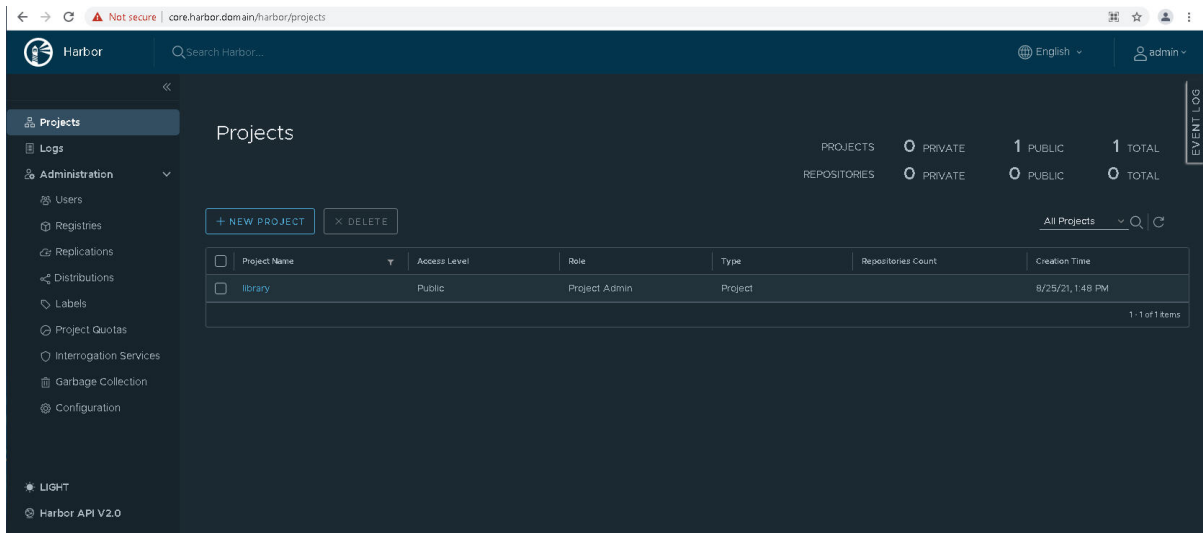 Not secure | core.harbor.domain/harbor/projects
Harbor
Search Harbor...
English
admin
EVENT LOG
Projects
Logs
Administration
Users
Registries
Replications
Distributions
Labels
Project Quotas
Interrogation Services
Garbage Collection
Configuration
LIGHT
Harbor API V2.0
Projects
PROJECTS 0 PRIVATE 1 PUBLIC 1 TOTAL
REPOSITORIES 0 PRIVATE 0 PUBLIC 0 TOTAL
+ NEW PROJECT × DELETE
All Projects
Project Name Access Level Role Type Repositories Count Creation Time
library Public Project Admin Project 8/25/21, 1:48 PM
1 - 1 of 1 items